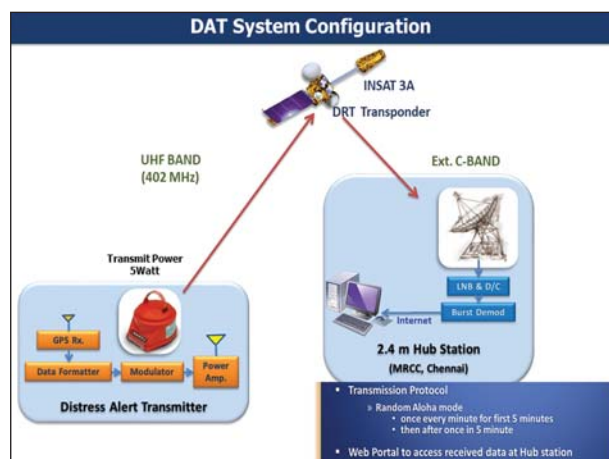 DAT System Configuration
INSAT 3A
DRT Transponder
UHF BAND
(402 MHz)
Ext. C-BAND
Transmit Power
5Watt
GPS Rx.
Data Formatter
Modulator
Power
Amp.
Distress Alert Transmitter
LNB & D/C
Internet
Burst Demod
2.4 m Hub Station
(MRCC, Chennai)
▪ Transmission Protocol
» Random Aloha mode
• once every minute for first 5 minutes
• then after once in 5 minute
▪ Web Portal to access received data at Hub station